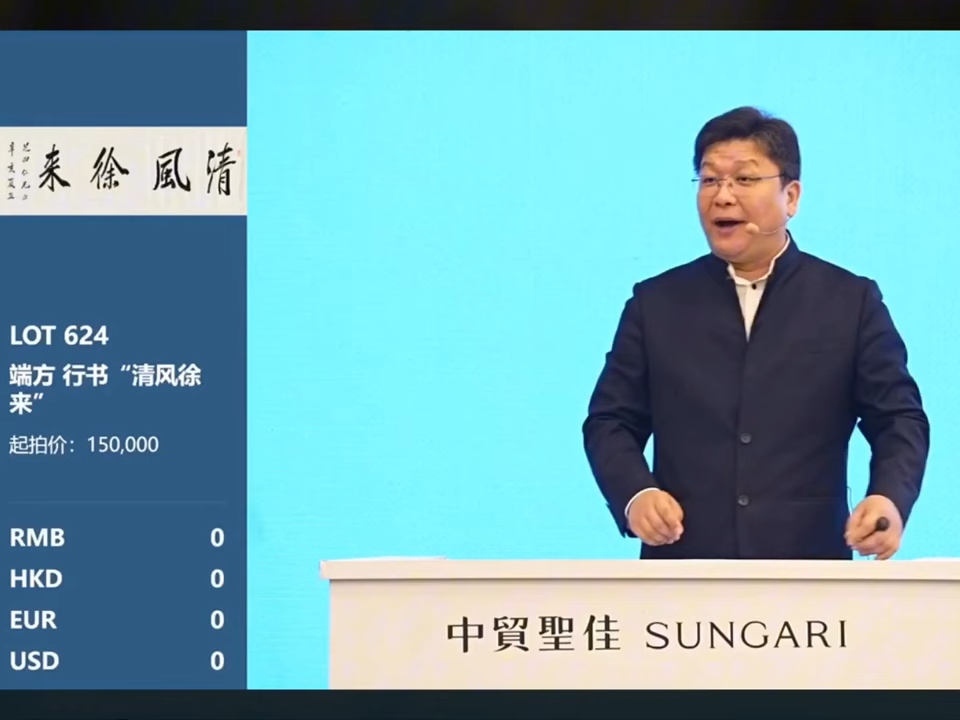 清風徐來
LOT 624
端方 行书“清风徐
来”
起拍价：150,000
RMB 0
HKD 0
EUR 0
USD 0
中貿聖佳 SUNGARI